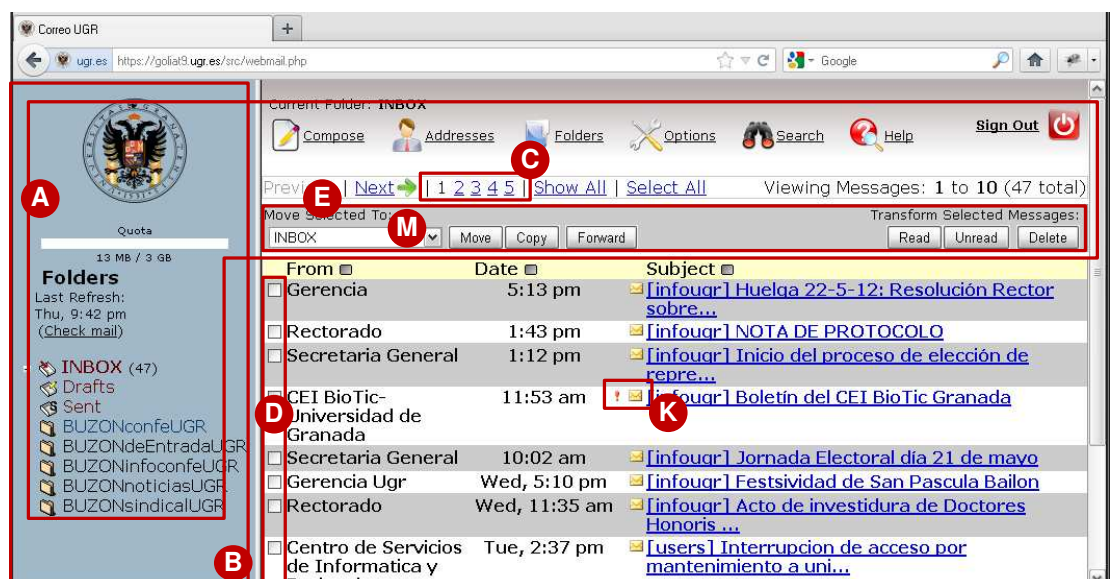 Correo UGR
+
ugr.es https://goliat9.ugr.es/src/webmail.php
Google
Current Folder: INBOX
Compose Addresses Folders Options Search Help Sign Out
C
A
E
| Next | 1 2 3 4 5 | Show All | Select All Viewing Messages: 1 to 10 (47 total)
Move Selected To: Transform Selected Messages:
M
INBOX Move Copy Forward Read Unread Delete
Quota
13 MB / 3 GB
Folders
Last Refresh:
Thu, 9:42 pm
(Check mail)
INBOX (47)
Drafts
Sent
BUZONconfeUGR
BUZONdeEntradaUGR
BUZONinfoconfeUGR
BUZONnoticiasUGR
BUZONsindicalUGR
B
From Date Subject
Gerencia 5:13 pm [infougr] Huelga 22-5-12: Resolución Rector
sobre...
Rectorado 1:43 pm [infougr] NOTA DE PROTOCOLO
Secretaria General 1:12 pm [infougr] Inicio del proceso de elección de
repre...
CEI BioTic- 11:53 am ! [infougr] Boletín del CEI BioTic Granada
D
K
Universidad de
Granada
Secretaria General 10:02 am [infougr] Jornada Electoral día 21 de mayo
Gerencia Ugr Wed, 5:10 pm [infougr] Festsividad de San Pascula Bailon
Rectorado Wed, 11:35 am [infougr] Acto de investidura de Doctores
Honoris ...
Centro de Servicios Tue, 2:37 pm [users] Interrupcion de acceso por
de Informatica y mantenimiento a uni...